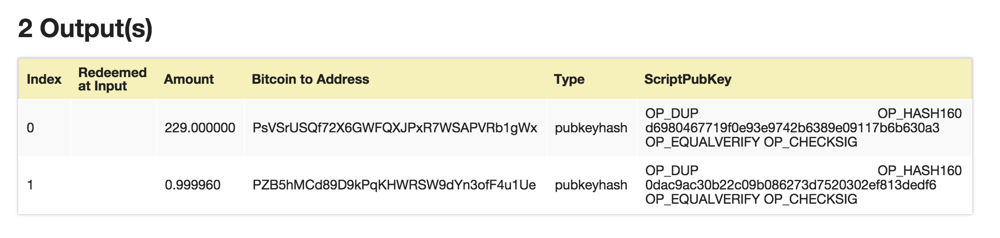 2 Output(s)
Index Redeemed at Input Amount Bitcoin to Address Type ScriptPubKey
0 229.000000 PsVSrUSQf72X6GWFQXJPxR7WSAPVRb1gWx pubkeyhash OP_DUP OP_HASH160
d6980467719f0e93e9742b6389e09117b6b630a3
OP_EQUALVERIFY OP_CHECKSIG
1 0.999960 PZB5hMCd89D9kPqKHWRSW9dYn3ofF4u1Ue pubkeyhash OP_DUP OP_HASH160
0dac9ac30b22c09b086273d7520302ef813dedf6
OP_EQUALVERIFY OP_CHECKSIG